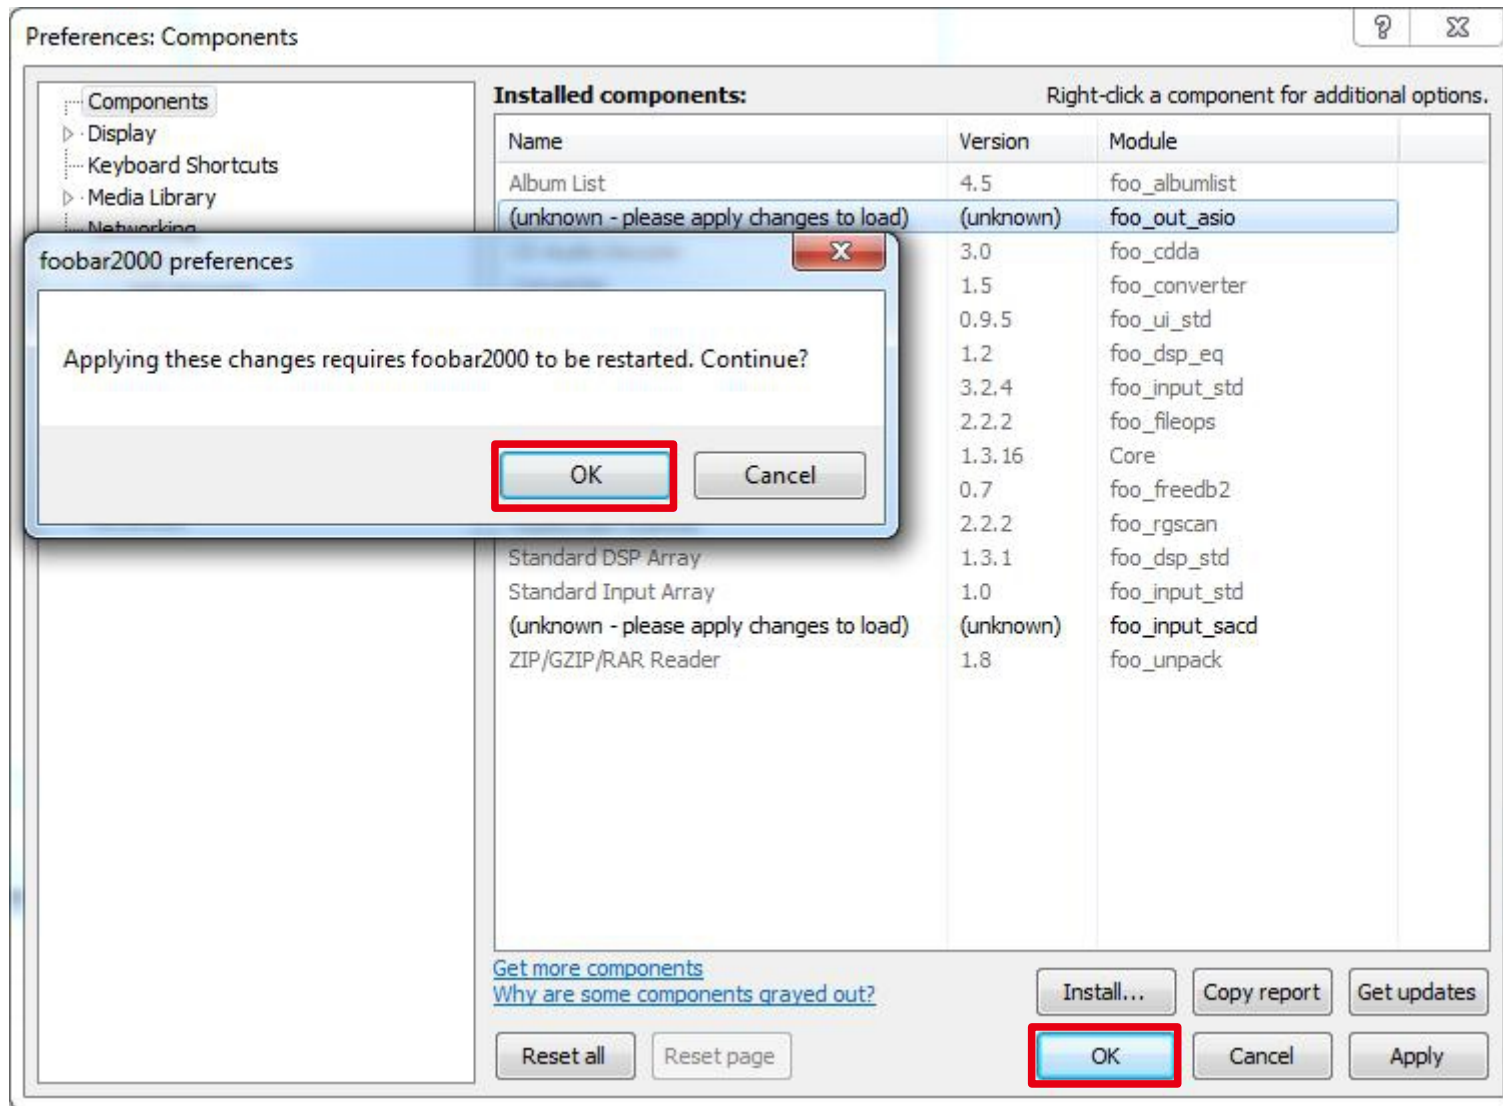 Preferences: Components
Components
Display
Keyboard Shortcuts
Media Library
Networking
Installed components:
Right-click a component for additional options.
Name Version Module
Album List 4.5 foo_albumlist
(unknown - please apply changes to load) (unknown) foo_out_asio
3.0 foo_cdda
1.5 foo_converter
0.9.5 foo_ui_std
1.2 foo_dsp_eq
3.2.4 foo_input_std
2.2.2 foo_fileops
1.3.16 Core
0.7 foo_freedb2
2.2.2 foo_rgscan
Standard DSP Array 1.3.1 foo_dsp_std
Standard Input Array 1.0 foo_input_std
(unknown - please apply changes to load) (unknown) foo_input_sacd
ZIP/GZIP/RAR Reader 1.8 foo_unpack
foobar2000 preferences
Applying these changes requires foobar2000 to be restarted. Continue?
OK Cancel
Get more components
Why are some components grayed out?
Install... Copy report Get updates
Reset all Reset page OK Cancel Apply